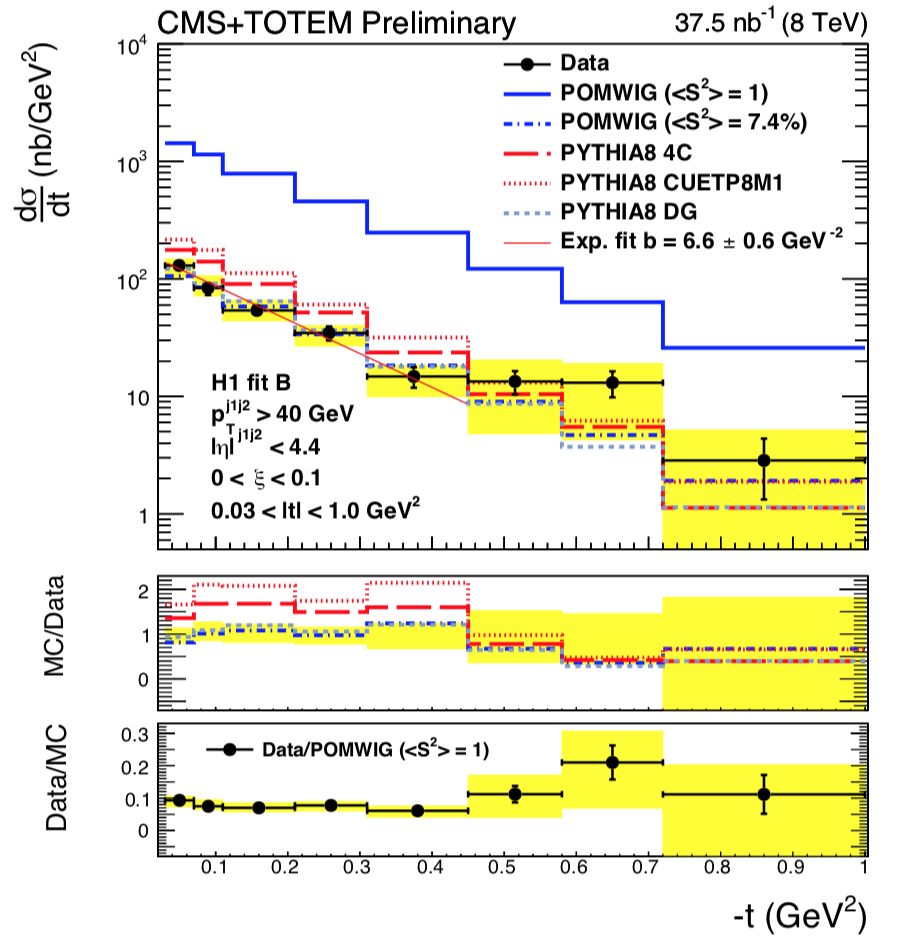 CMS+TOTEM Preliminary 37.5 nb⁻¹ (8 TeV)
dσ/dt (nb/GeV²)
10⁴
10³
10²
10
1
Data
POMWIG (<S²> = 1)
POMWIG (<S²> = 7.4%)
PYTHIA8 4C
PYTHIA8 CUETP8M1
PYTHIA8 DG
Exp. fit b = 6.6 ± 0.6 GeV⁻²
H1 fit B
p_T^{j1j2} > 40 GeV
|η|^{j1j2} < 4.4
0 < ξ < 0.1
0.03 < |t| < 1.0 GeV²
MC/Data
2
1
0
Data/MC
0.3
0.2
0.1
0
Data/POMWIG (<S²> = 1)
0.1 0.2 0.3 0.4 0.5 0.6 0.7 0.8 0.9 1
-t (GeV²)